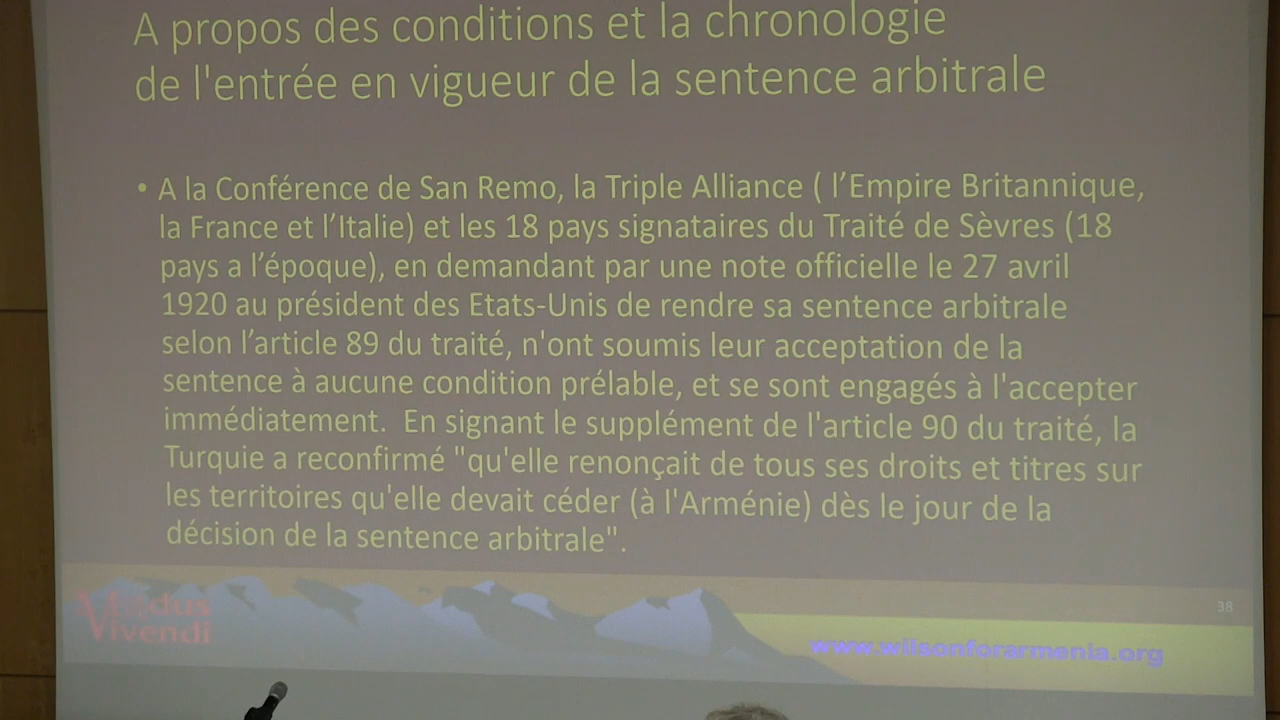 A propos des conditions et la chronologie
de l'entrée en vigueur de la sentence arbitrale
• A la Conférence de San Remo, la Triple Alliance ( l’Empire Britannique,
la France et l’Italie) et les 18 pays signataires du Traité de Sèvres (18
pays a l’époque), en demandant par une note officielle le 27 avril
1920 au président des Etats-Unis de rendre sa sentence arbitrale
selon l’article 89 du traité, n'ont soumis leur acceptation de la
sentence à aucune condition prélable, et se sont engagés à l'accepter
immédiatement.  En signant le supplément de l'article 90 du traité, la
Turquie a reconfirmé "qu'elle renonçait de tous ses droits et titres sur
les territoires qu'elle devait céder (à l'Arménie) dès le jour de la
décision de la sentence arbitrale".
38
Modus
Vivendi
www.wilsonforarmenia.org